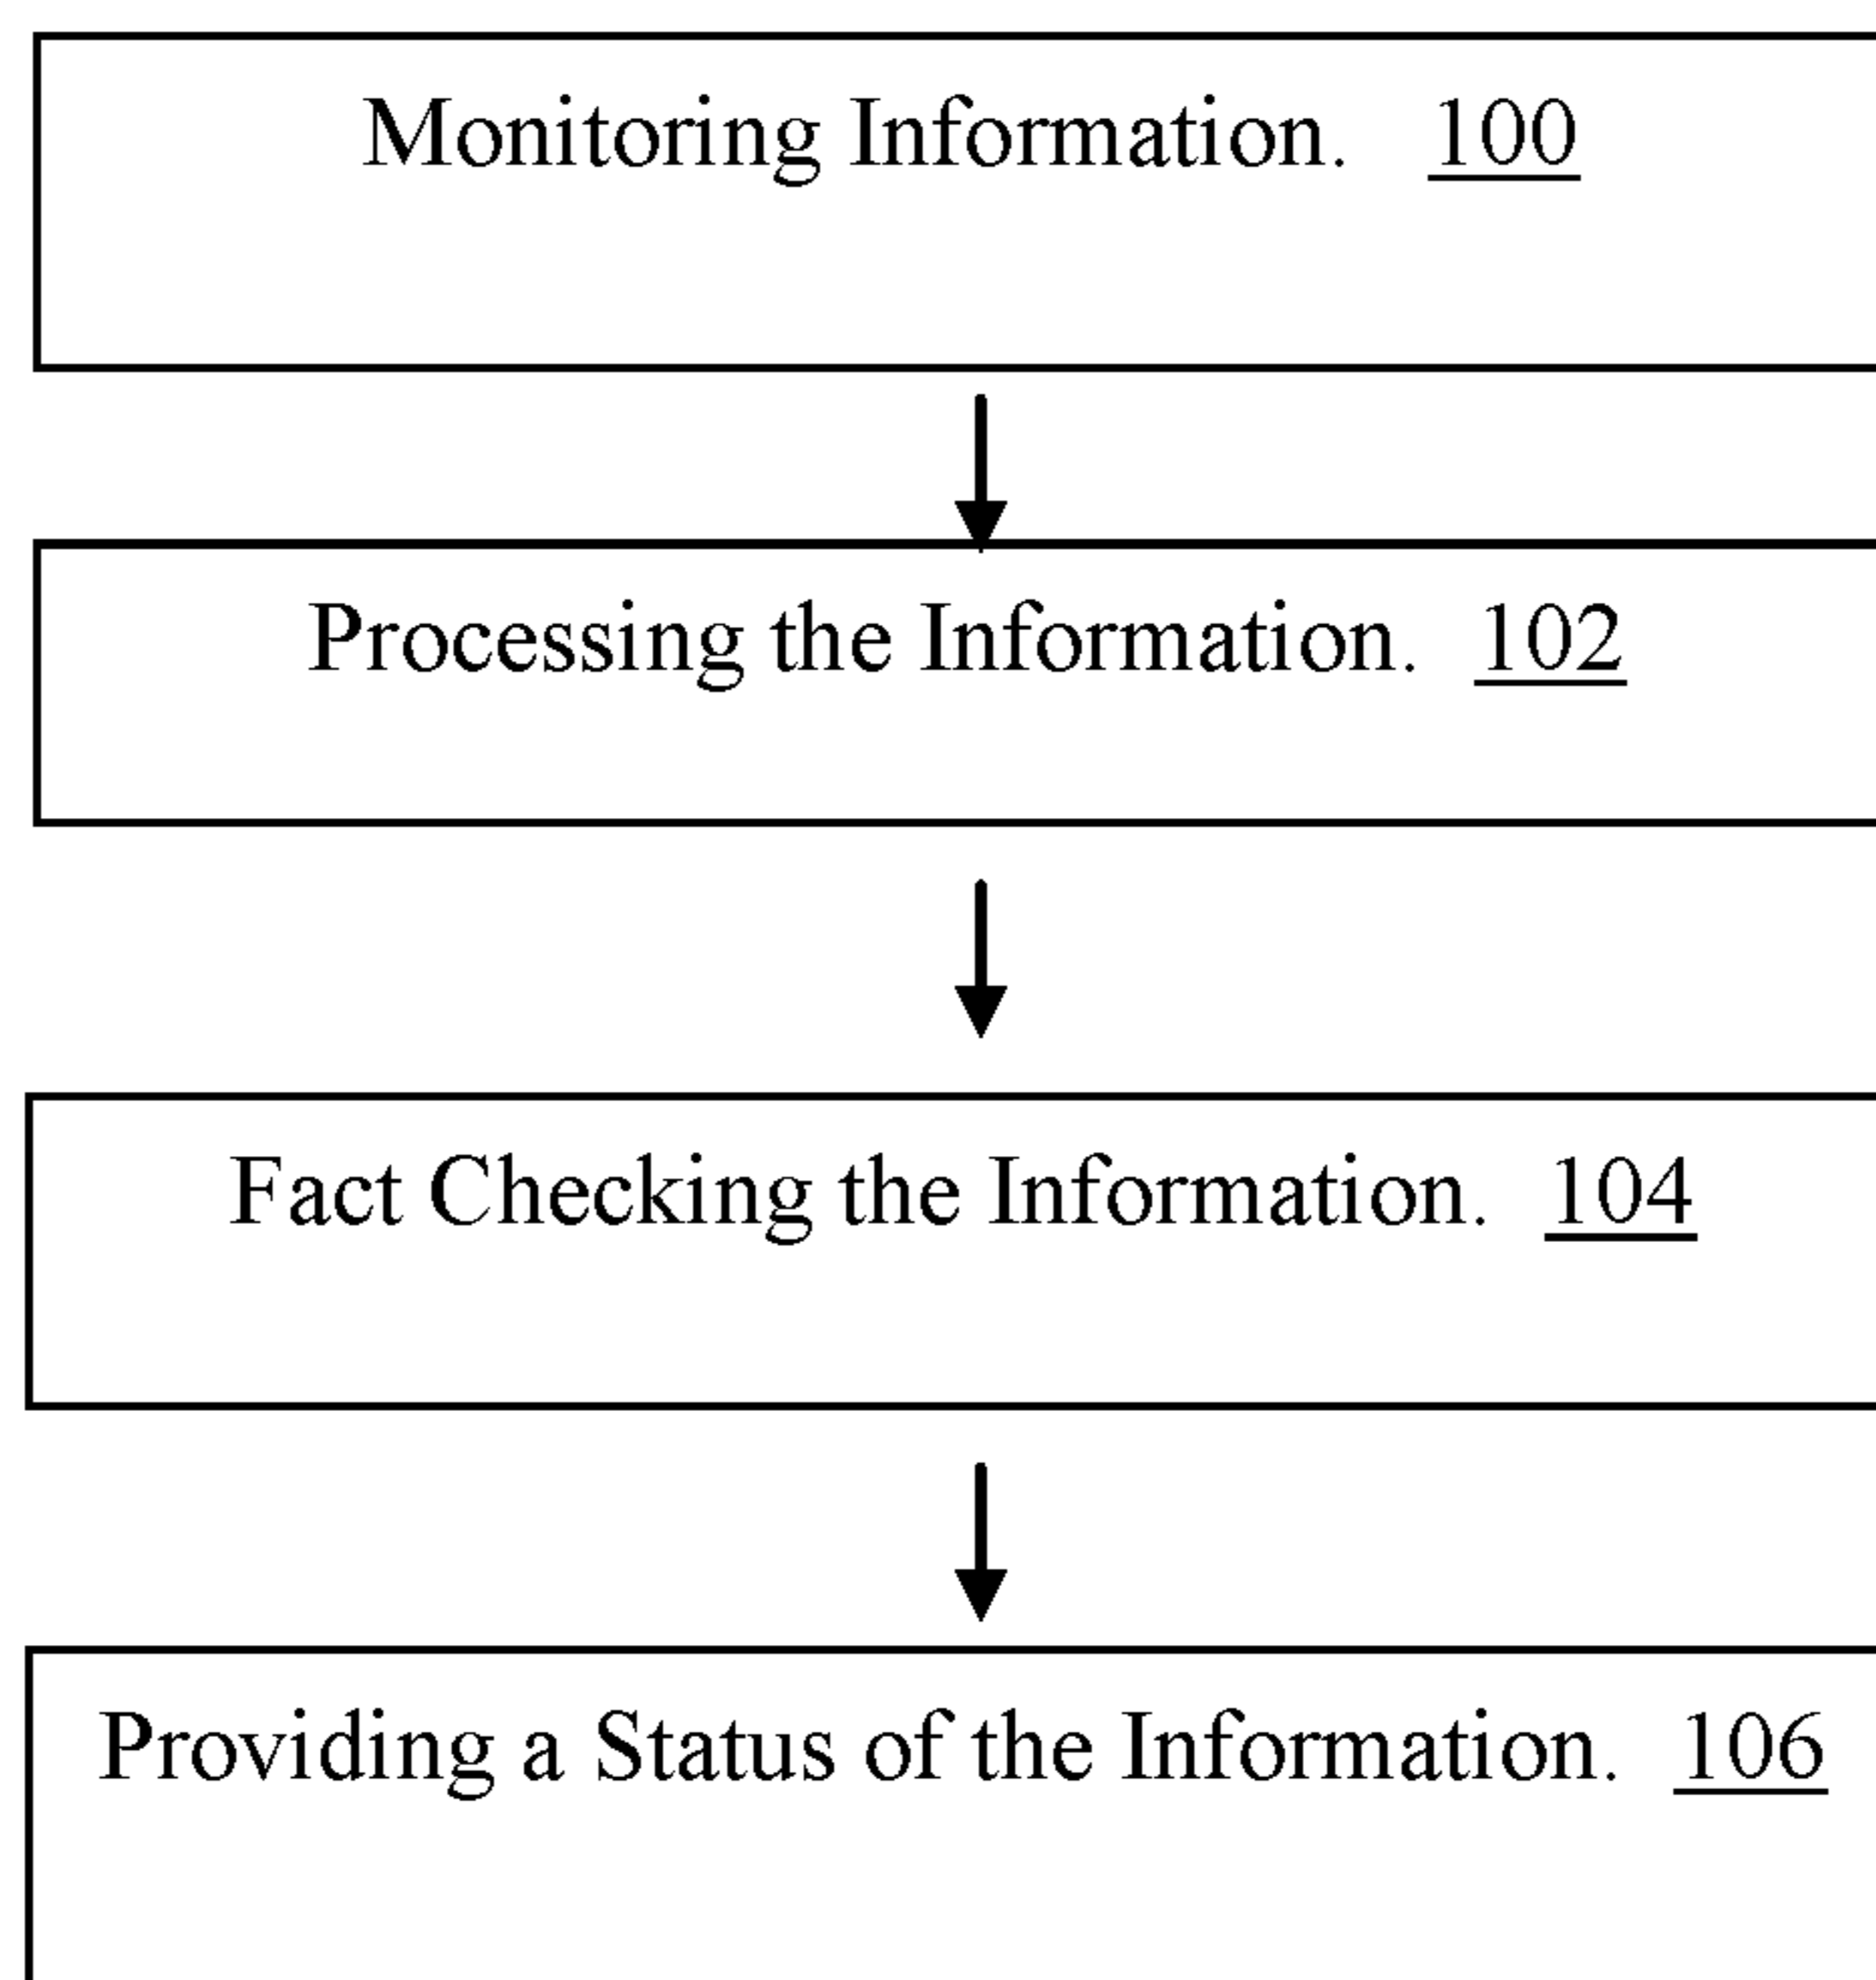 Monitoring Information. 100
Processing the Information. 102
Fact Checking the Information. 104
Providing a Status of the Information. 106